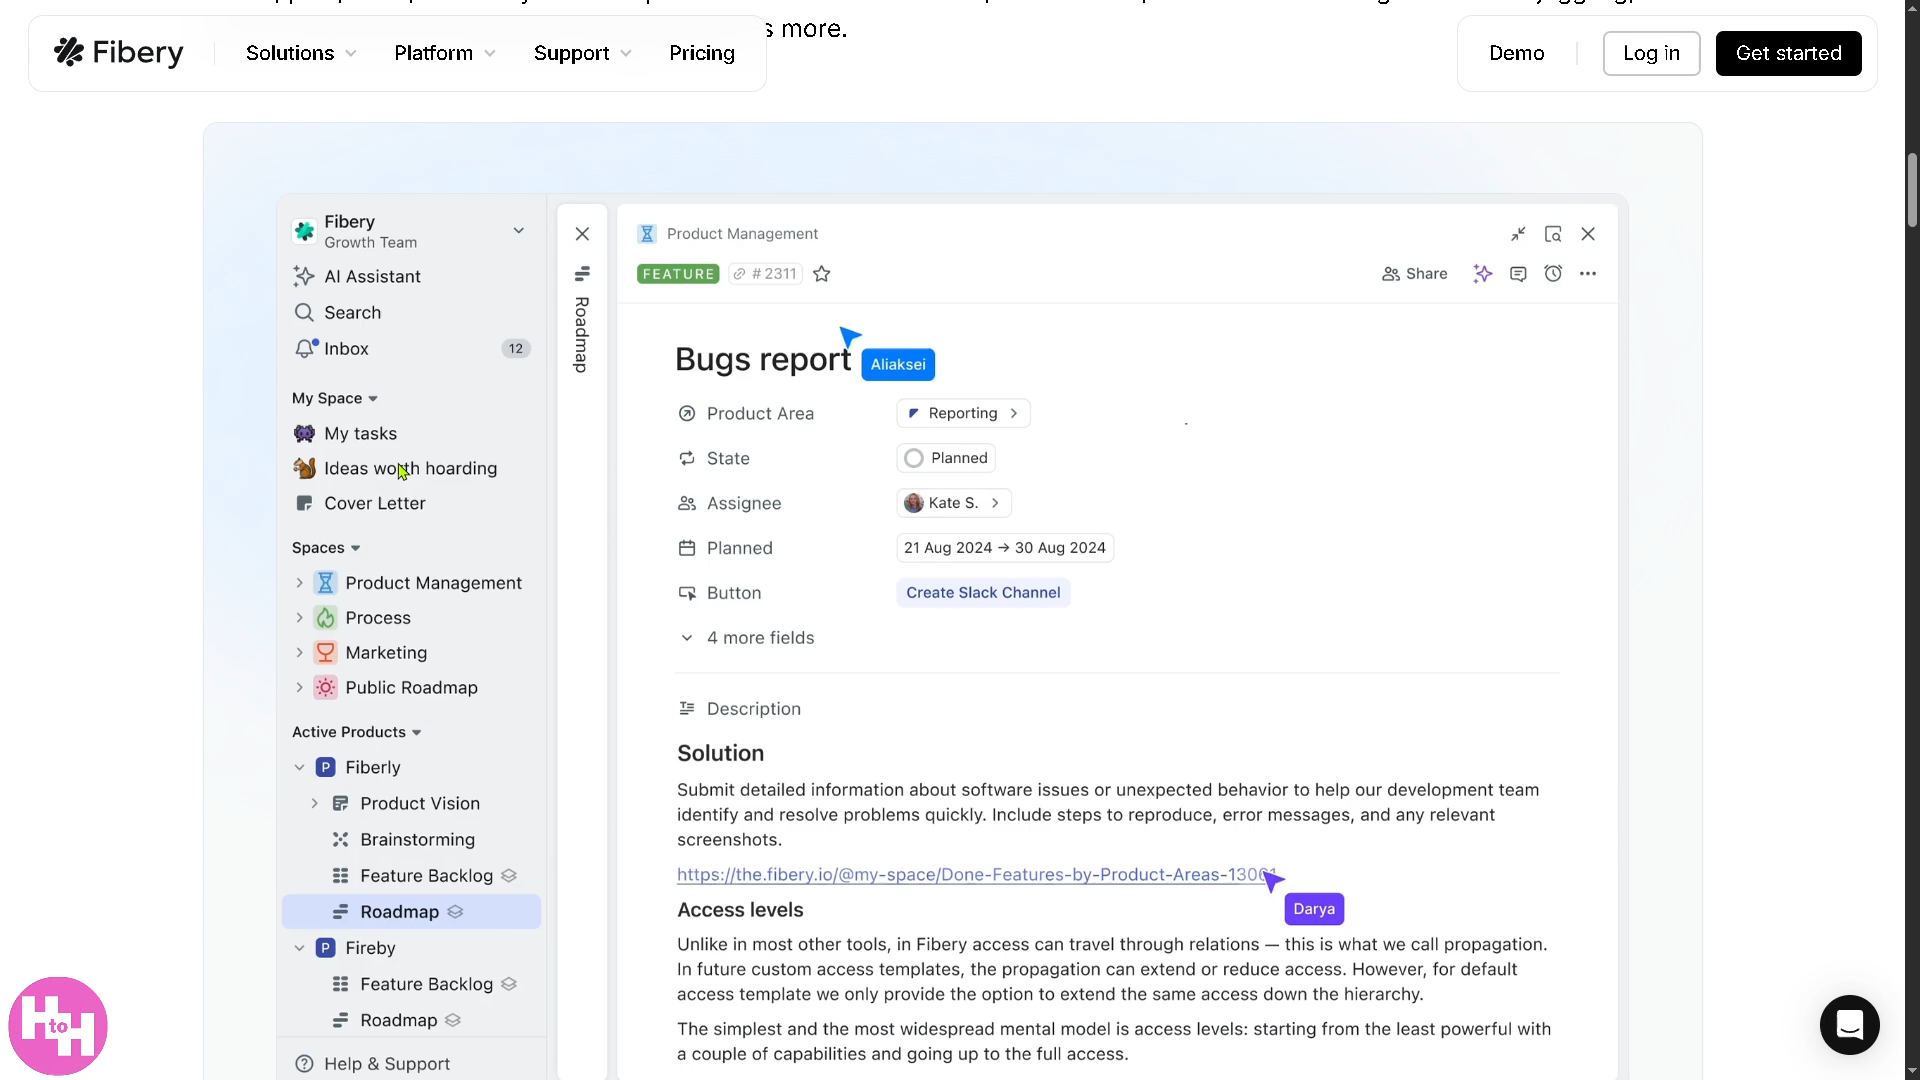 s more.
Fibery
Solutions
Platform
Support
Pricing
Demo
Log in
Get started
Fibery
Growth Team
AI Assistant
Search
Inbox
12
My Space
My tasks
Ideas worth hoarding
Cover Letter
Spaces
Product Management
Process
Marketing
Public Roadmap
Active Products
P Fiberly
Product Vision
Brainstorming
Feature Backlog
Roadmap
P Fireby
Feature Backlog
Roadmap
Help & Support
Roadmap
Product Management
FEATURE
#2311
Share
Bugs report
Aliaksei
Product Area
Reporting
State
Planned
Assignee
Kate S.
Planned
21 Aug 2024 → 30 Aug 2024
Button
Create Slack Channel
4 more fields
Description
Solution
Submit detailed information about software issues or unexpected behavior to help our development team
identify and resolve problems quickly. Include steps to reproduce, error messages, and any relevant
screenshots.
https://the.fibery.io/@my-space/Done-Features-by-Product-Areas-13061
Darya
Access levels
Unlike in most other tools, in Fibery access can travel through relations — this is what we call propagation.
In future custom access templates, the propagation can extend or reduce access. However, for default
access template we only provide the option to extend the same access down the hierarchy.
The simplest and the most widespread mental model is access levels: starting from the least powerful with
a couple of capabilities and going up to the full access.
H to H